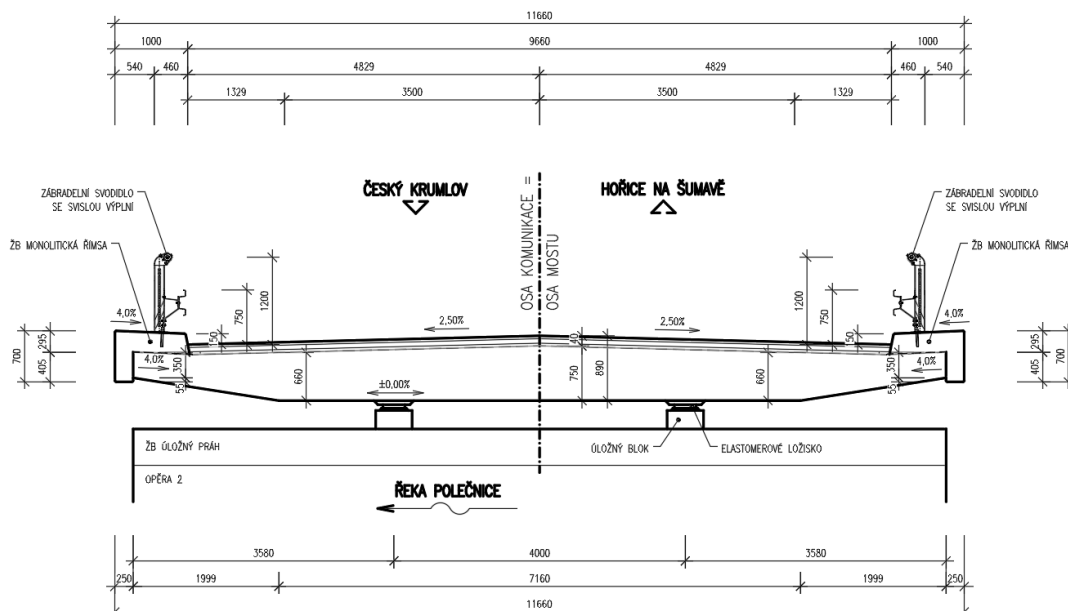 11660
1000 9660 1000
540 460 4829 4829 460 540
1329 3500 3500 1329
ZÁBRADELNÍ SVODIDLO
SE SVISLOU VÝPLNÍ
ČESKÝ KRUMLOV
OSA KOMUNIKACE =
OSA MOSTU
HOŘICE NA ŠUMAVĚ
ZÁBRADELNÍ SVODIDLO
SE SVISLOU VÝPLNÍ
ŽB MONOLITICKÁ ŘÍMSA
ŽB MONOLITICKÁ ŘÍMSA
4,0% 150 750 1200 2,50% 2,50% 1200 750 150 4,0%
700 295 405 4,0% 350 55 660 ±0,00% 140 750 890 660 350 55 4,0% 295 405 700
ŽB ÚLOŽNÝ PRÁH
ÚLOŽNÝ BLOK
ELASTOMEROVÉ LOŽISKO
OPĚRA 2
ŘEKA POLEČNICE
3580 4000 3580
250 1999 7160 1999 250
11660